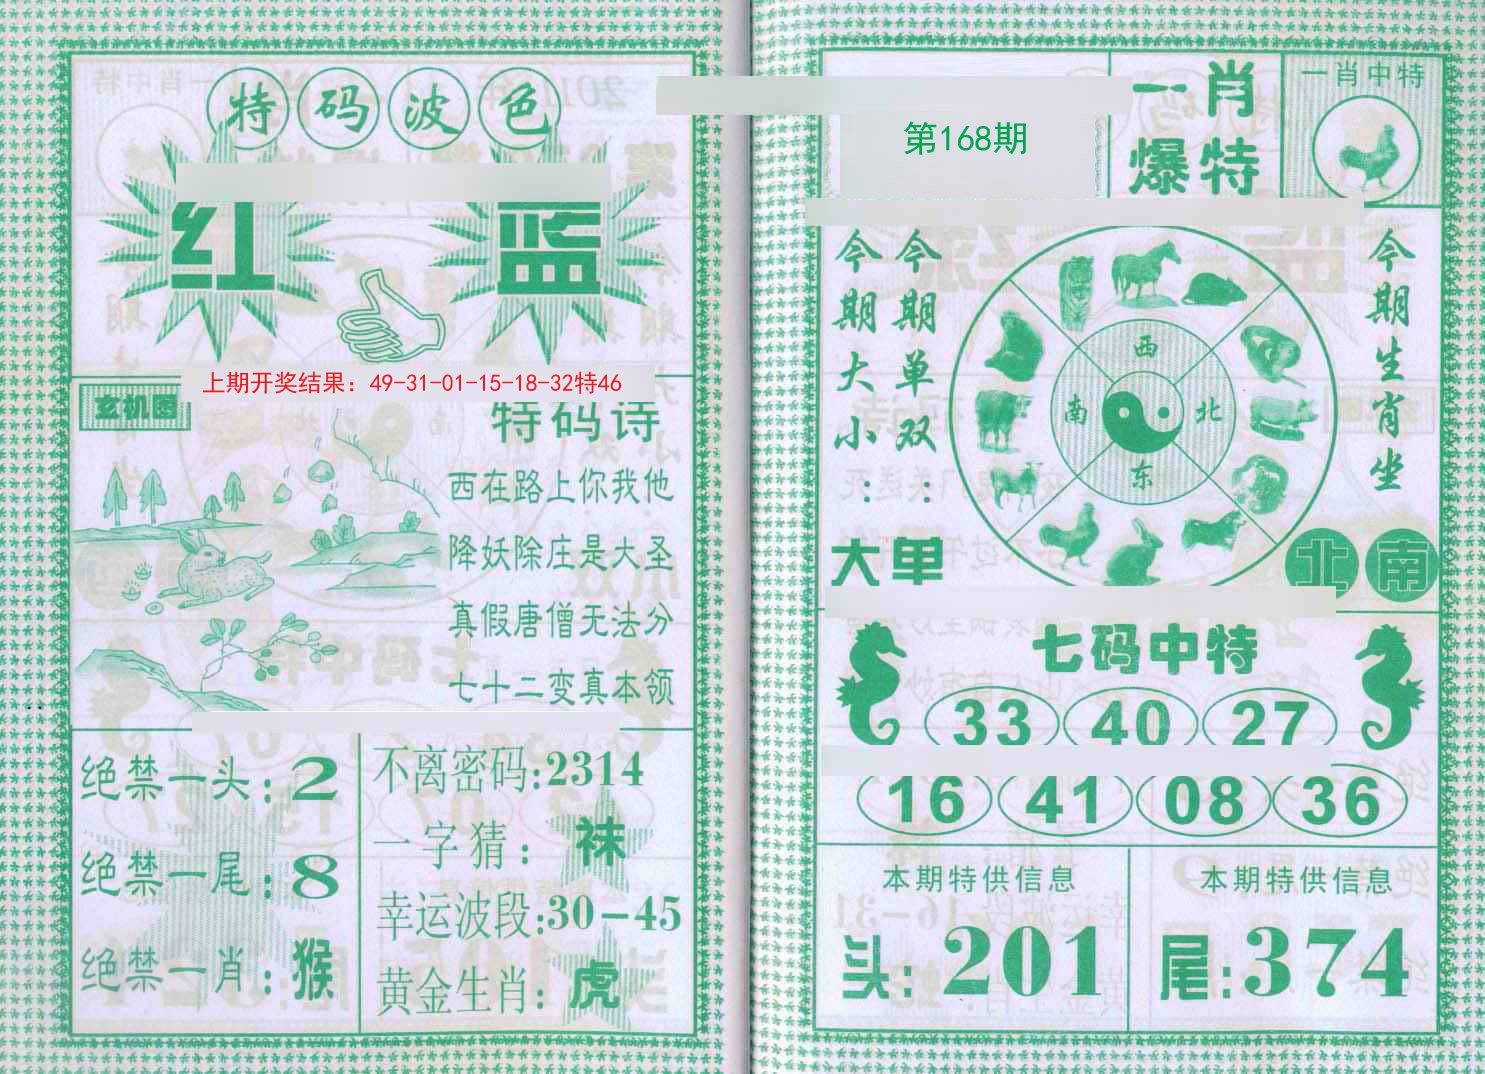 特码波色
红 蓝
上期开奖结果：49-31-01-15-18-32特46
玄机图
特码诗
西在路上你我他
降妖除庄是大圣
真假唐僧无法分
七十二变真本领
绝禁一头：2
绝禁一尾：8
绝禁一肖：猴
不离密码：2314
一字猜：袜
幸运波段：30-45
黄金生肖：虎
第168期
一肖
爆特
一肖中特
今期大小：
大
今期单双：
单
西
南 北
东
今期生肖坐
北 南
七码中特
33 40 27
16 41 08 36
本期特供信息
头：201
本期特供信息
尾：374